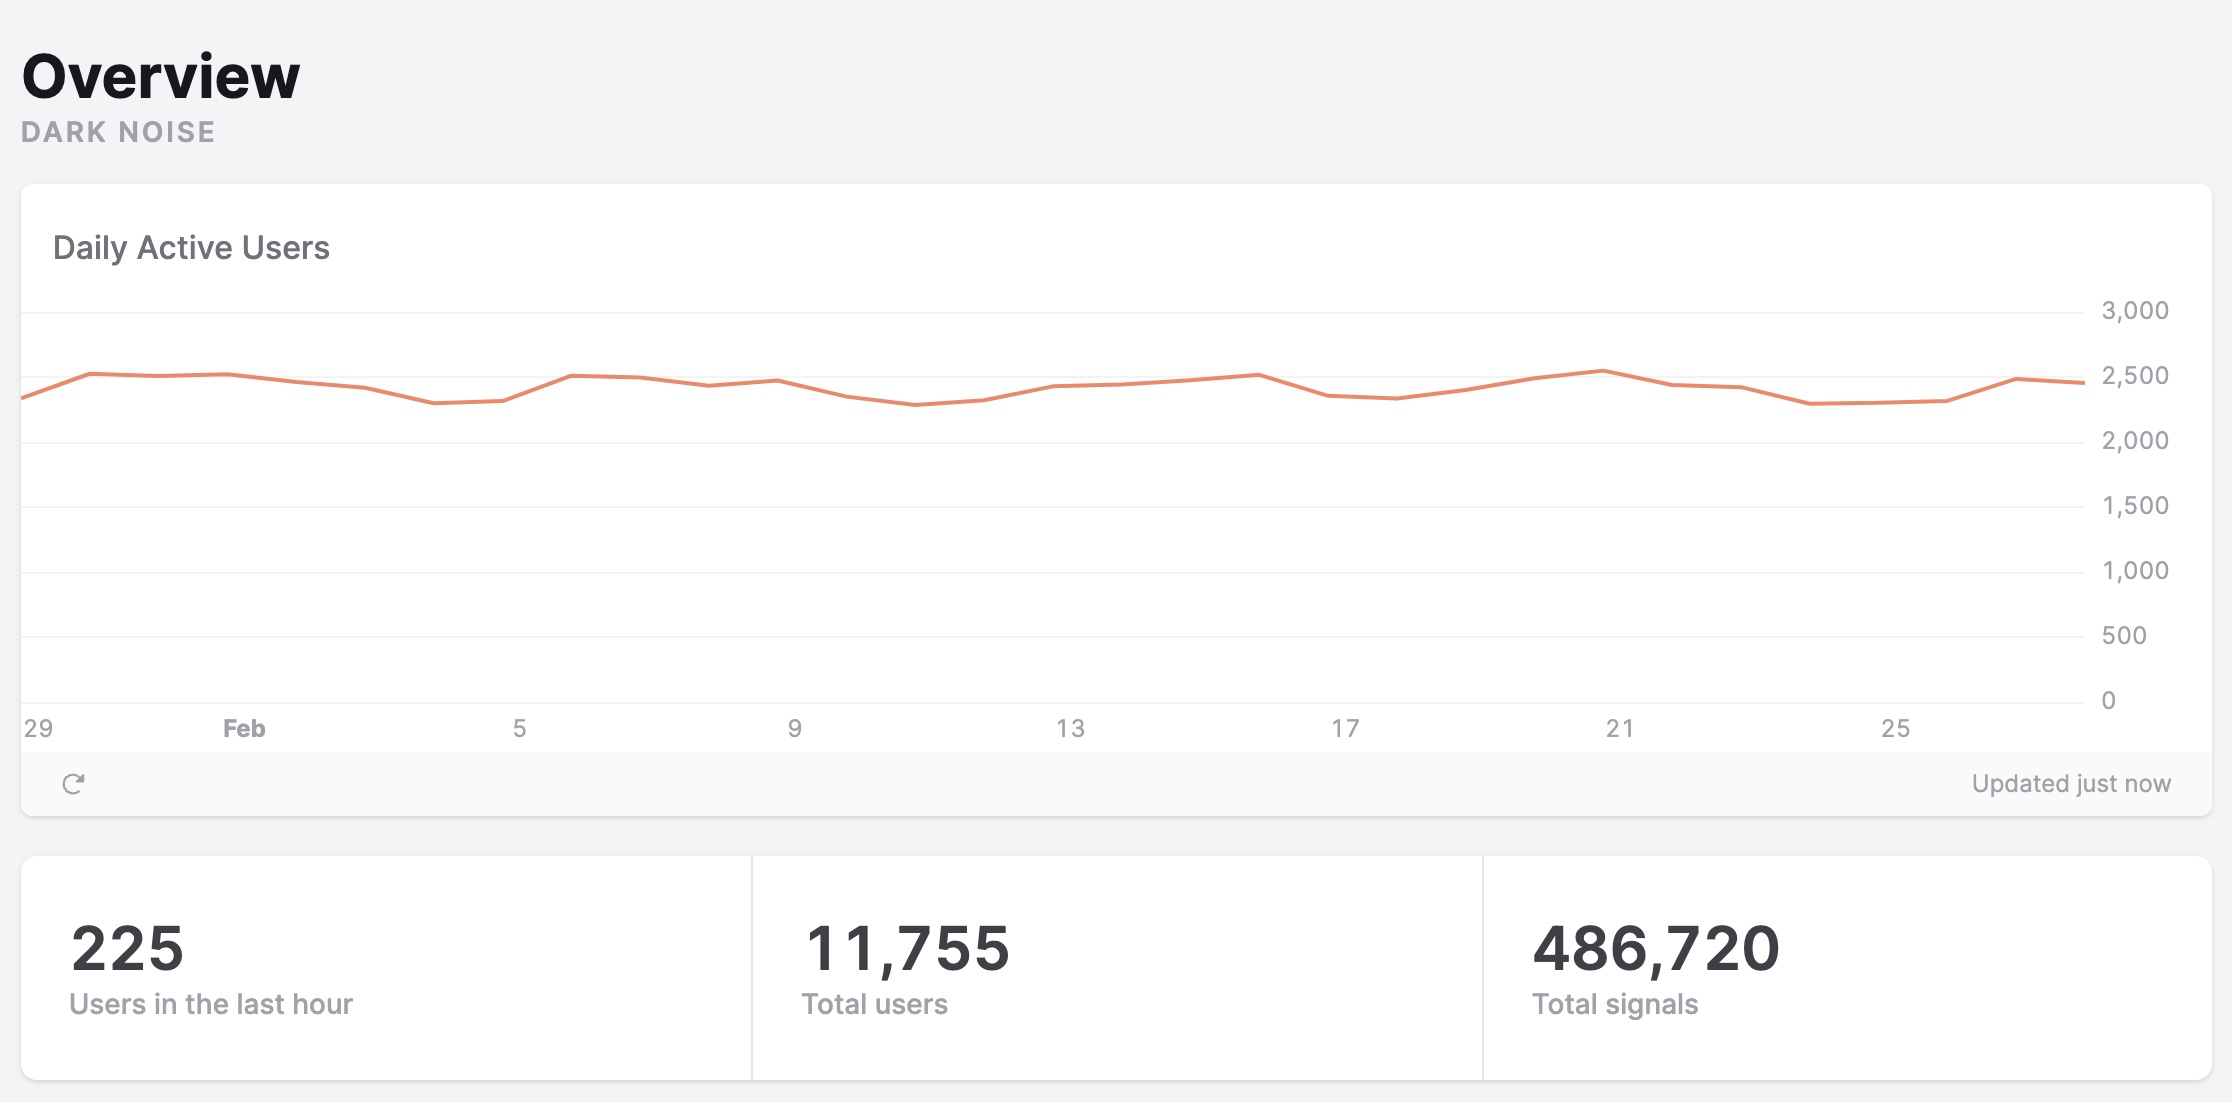 Overview
DARK NOISE
Daily Active Users
3,000
2,500
2,000
1,500
1,000
500
0
29 Feb 5 9 13 17 21 25
Updated just now
225
Users in the last hour
11,755
Total users
486,720
Total signals